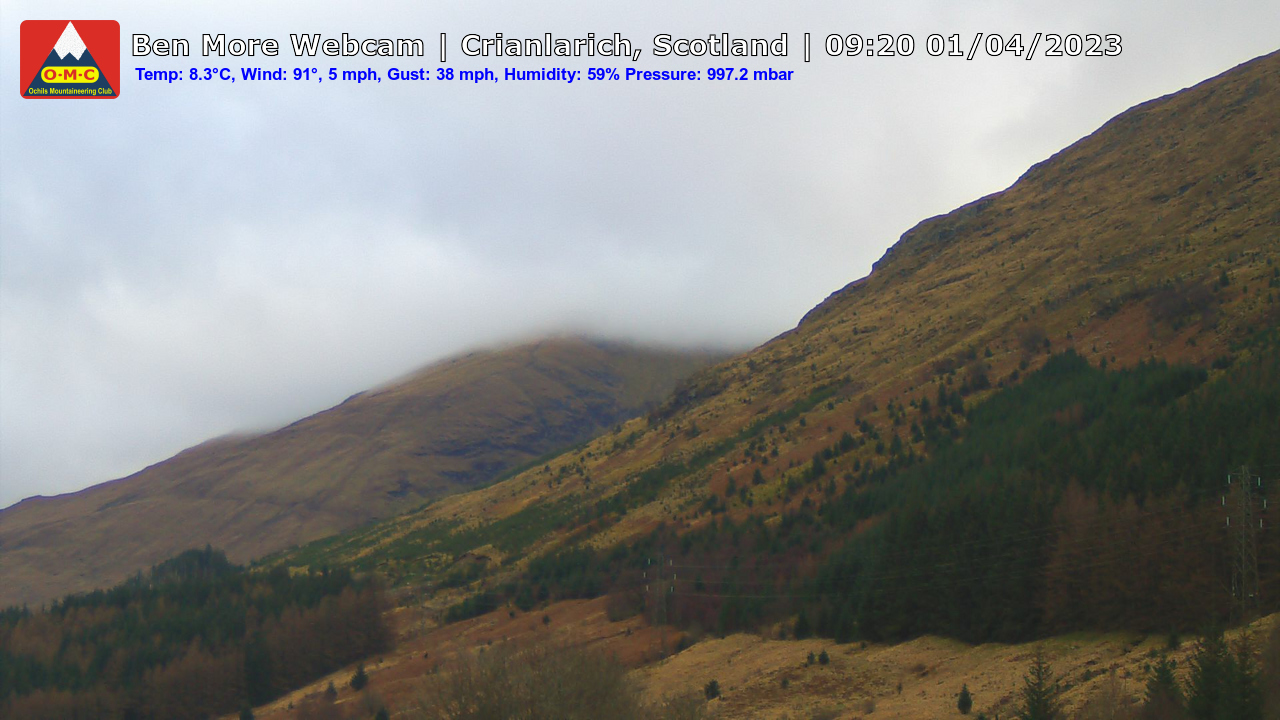 Ben More Webcam | Crianlarich, Scotland | 09:20 01/04/2023
Temp: 8.3°C, Wind: 91°, 5 mph, Gust: 38 mph, Humidity: 59% Pressure: 997.2 mbar
O-M-C
Ochils Mountaineering Club